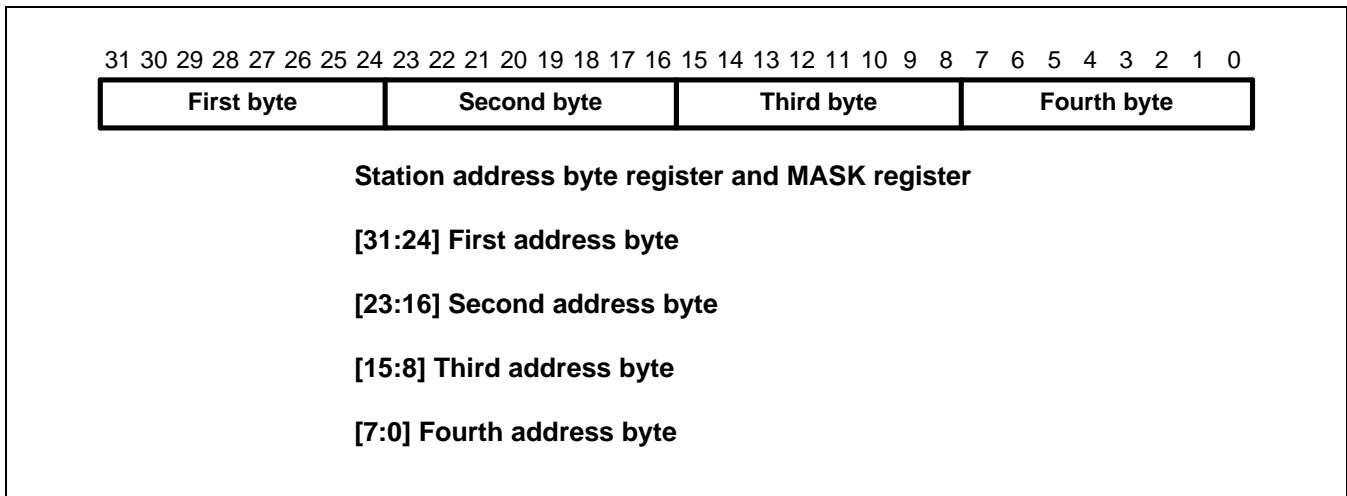 31 30 29 28 27 26 25 24 23 22 21 20 19 18 17 16 15 14 13 12 11 10 9 8 7 6 5 4 3 2 1 0
First byte Second byte Third byte Fourth byte
Station address byte register and MASK register
[31:24] First address byte
[23:16] Second address byte
[15:8] Third address byte
[7:0] Fourth address byte